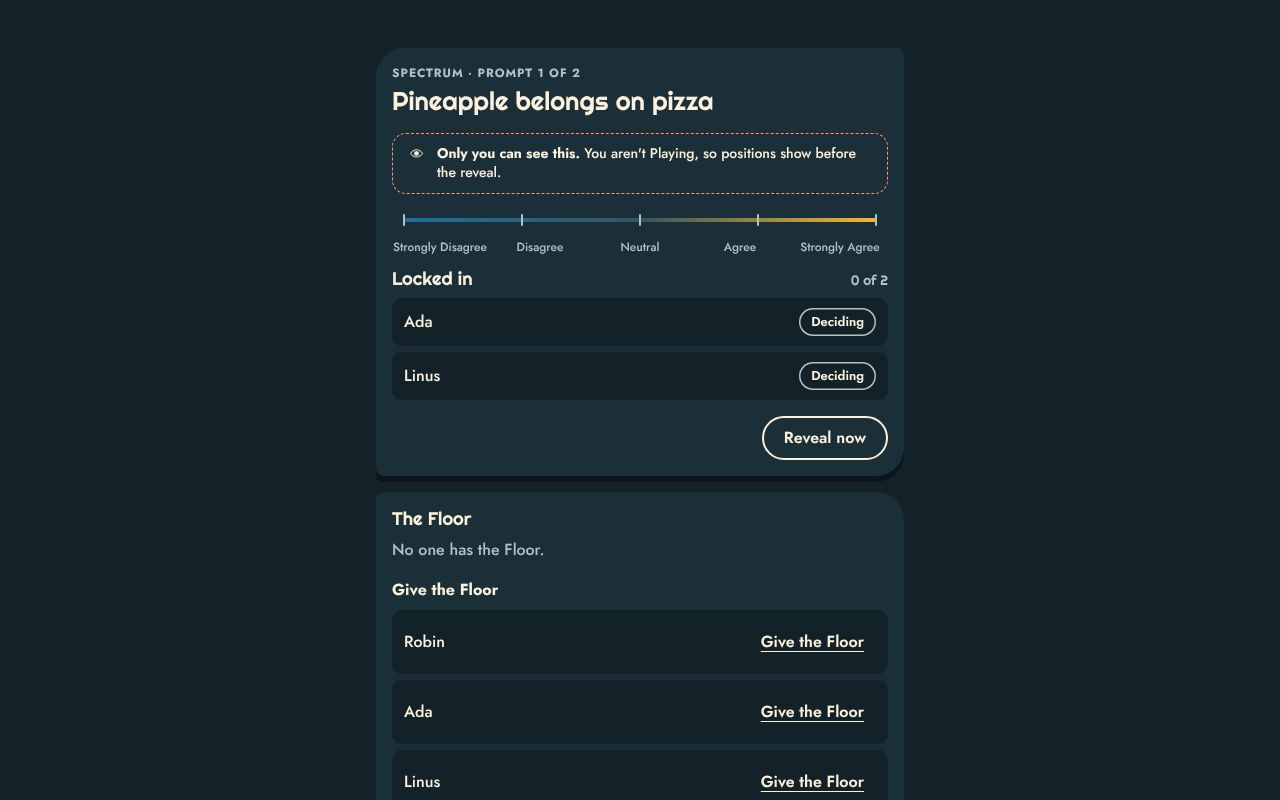 SPECTRUM · PROMPT 1 OF 2
Pineapple belongs on pizza
Only you can see this. You aren't Playing, so positions show before
the reveal.
Strongly Disagree Disagree Neutral Agree Strongly Agree
Locked in 0 of 2
Ada Deciding
Linus Deciding
Reveal now
The Floor
No one has the Floor.
Give the Floor
Robin Give the Floor
Ada Give the Floor
Linus Give the Floor